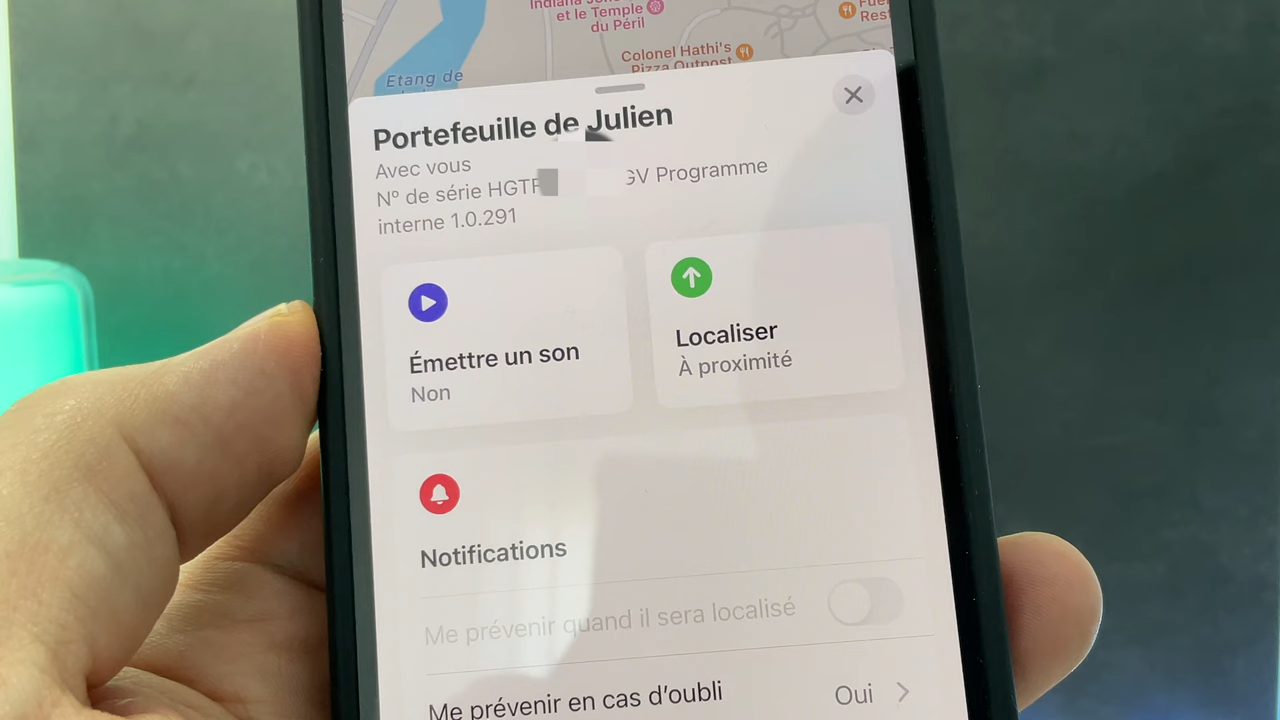 et le Temple
du Péril
Colonel Hathi's
Pizza Outpost
Rest
Etang de
Portefeuille de Julien
Avec vous
N° de série HGTF GV Programme
interne 1.0.291
Émettre un son
Non
Localiser
À proximité
Notifications
Me prévenir quand il sera localisé
Me prévenir en cas d'oubli
Oui